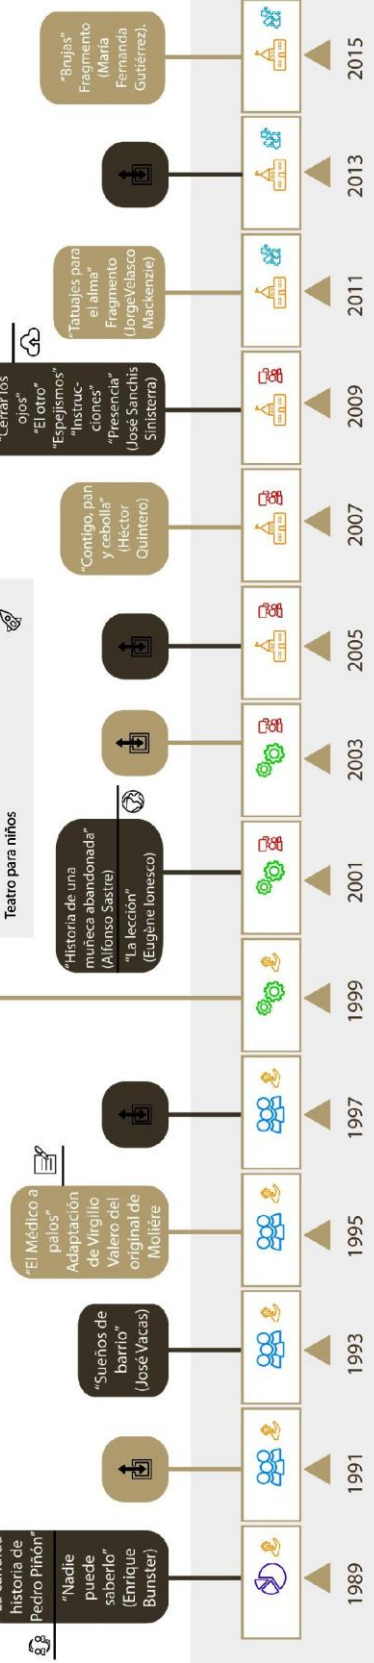 historia de
Pedro Piñón"
"Nadie
puede
saberlo"
(Enrique
Bunster)
"Sueños de
barrio"
(José Vacas)
"El Médico a
palos"
Adaptación
de Virgilio
Valero del
original de
Moliére
Teatro para niños
"Historia de una
muñeca abandonada"
(Alfonso Sastre)
"La lección"
(Eugène Ionesco)
"Contigo, pan
y cebolla"
(Héctor
Quintero)
"Cerrar los
ojos"
"El otro"
"Espejismos"
"Instruc-
ciones"
"Presencia"
(José Sanchis
Sinisterra)
"Tatuajes para
el alma"
Fragmento
(JorgeVelasco
Mackenzie)
"Brujas"
Fragmento
(María
Fernanda
Gutiérrez).
1989
1991
1993
1995
1997
1999
2001
2003
2005
2007
2009
2011
2013
2015